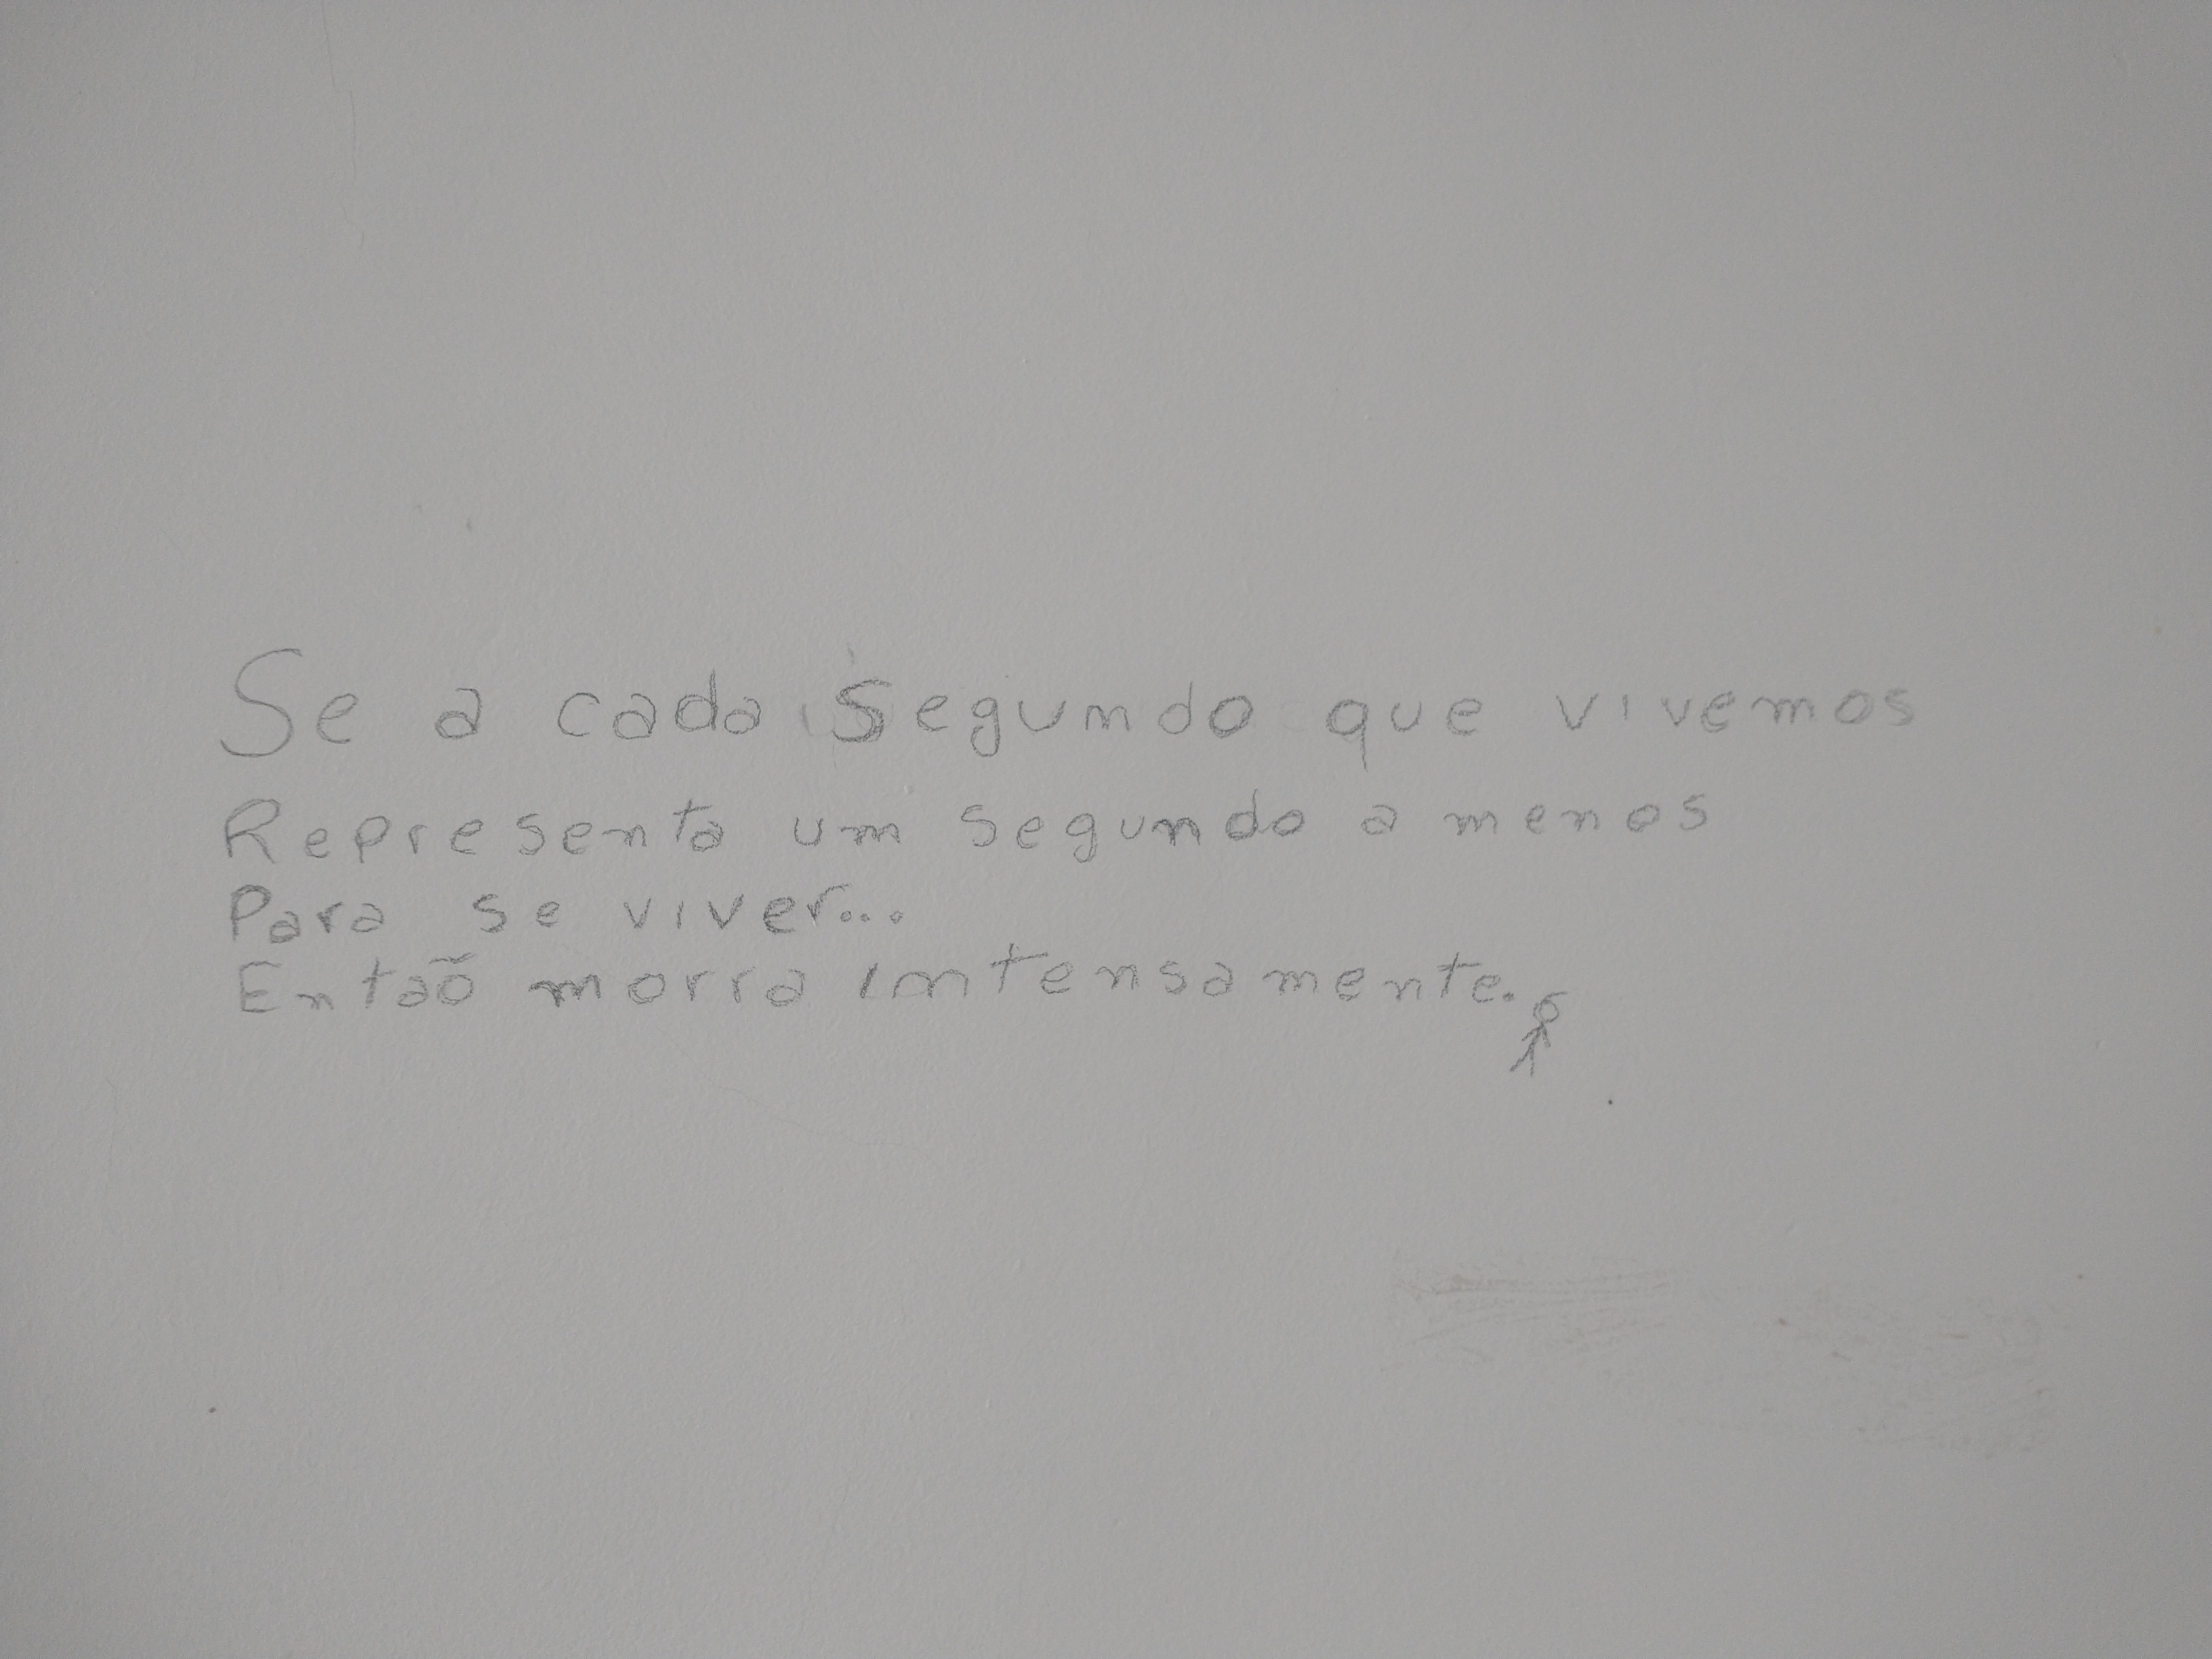 Se a cada segundo que vivemos
Representa um segundo a menos
Para se viver...
Então morra intensamente.